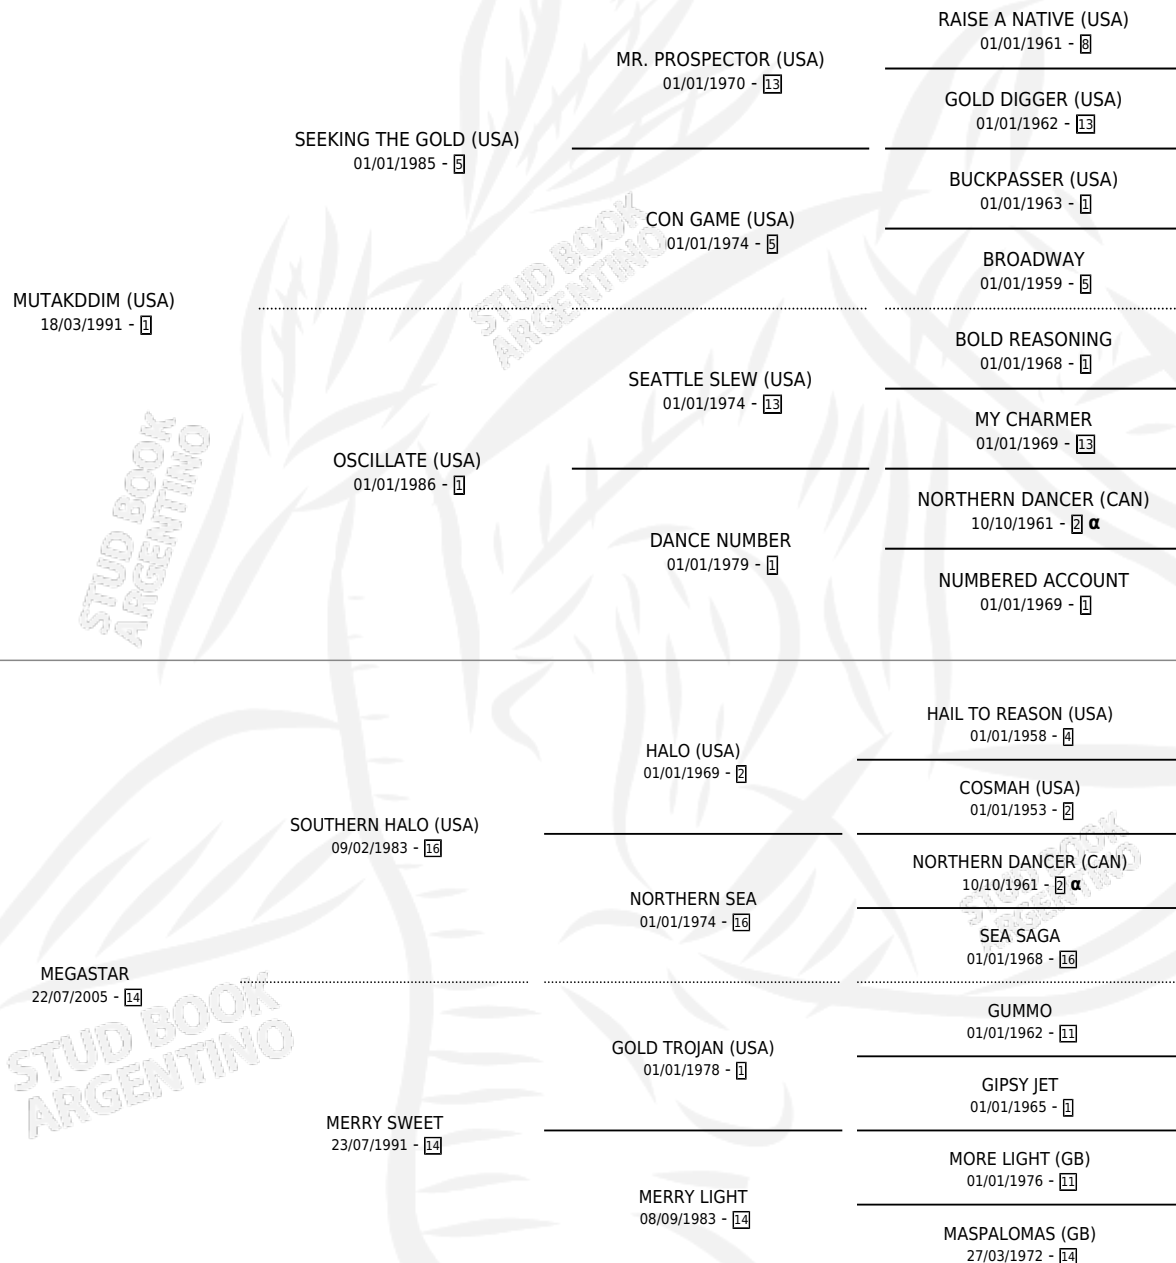 RAISE A NATIVE (USA)
01/01/1961 - 8
MR. PROSPECTOR (USA)
01/01/1970 - 13
GOLD DIGGER (USA)
01/01/1962 - 13
SEEKING THE GOLD (USA)
01/01/1985 - 5
BUCKPASSER (USA)
01/01/1963 - 1
CON GAME (USA)
01/01/1974 - 5
BROADWAY
01/01/1959 - 5
MUTAKDDIM (USA)
18/03/1991 - 1
BOLD REASONING
01/01/1968 - 1
SEATTLE SLEW (USA)
01/01/1974 - 13
MY CHARMER
01/01/1969 - 13
OSCILLATE (USA)
01/01/1986 - 1
NORTHERN DANCER (CAN)
10/10/1961 - 2 α
DANCE NUMBER
01/01/1979 - 1
NUMBERED ACCOUNT
01/01/1969 - 1
HAIL TO REASON (USA)
01/01/1958 - 4
HALO (USA)
01/01/1969 - 2
COSMAH (USA)
01/01/1953 - 2
SOUTHERN HALO (USA)
09/02/1983 - 16
NORTHERN DANCER (CAN)
10/10/1961 - 2 α
NORTHERN SEA
01/01/1974 - 16
SEA SAGA
01/01/1968 - 16
MEGASTAR
22/07/2005 - 14
GUMMO
01/01/1962 - 11
GOLD TROJAN (USA)
01/01/1978 - 1
GIPSY JET
01/01/1965 - 1
MERRY SWEET
23/07/1991 - 14
MORE LIGHT (GB)
01/01/1976 - 11
MERRY LIGHT
08/09/1983 - 14
MASPALOMAS (GB)
27/03/1972 - 14
STUD BOOK
ARGENTINO
STUD BOOK
ARGENTINO
STUD BOOK
ARGENTINO
STUD BOOK
ARGENTINO